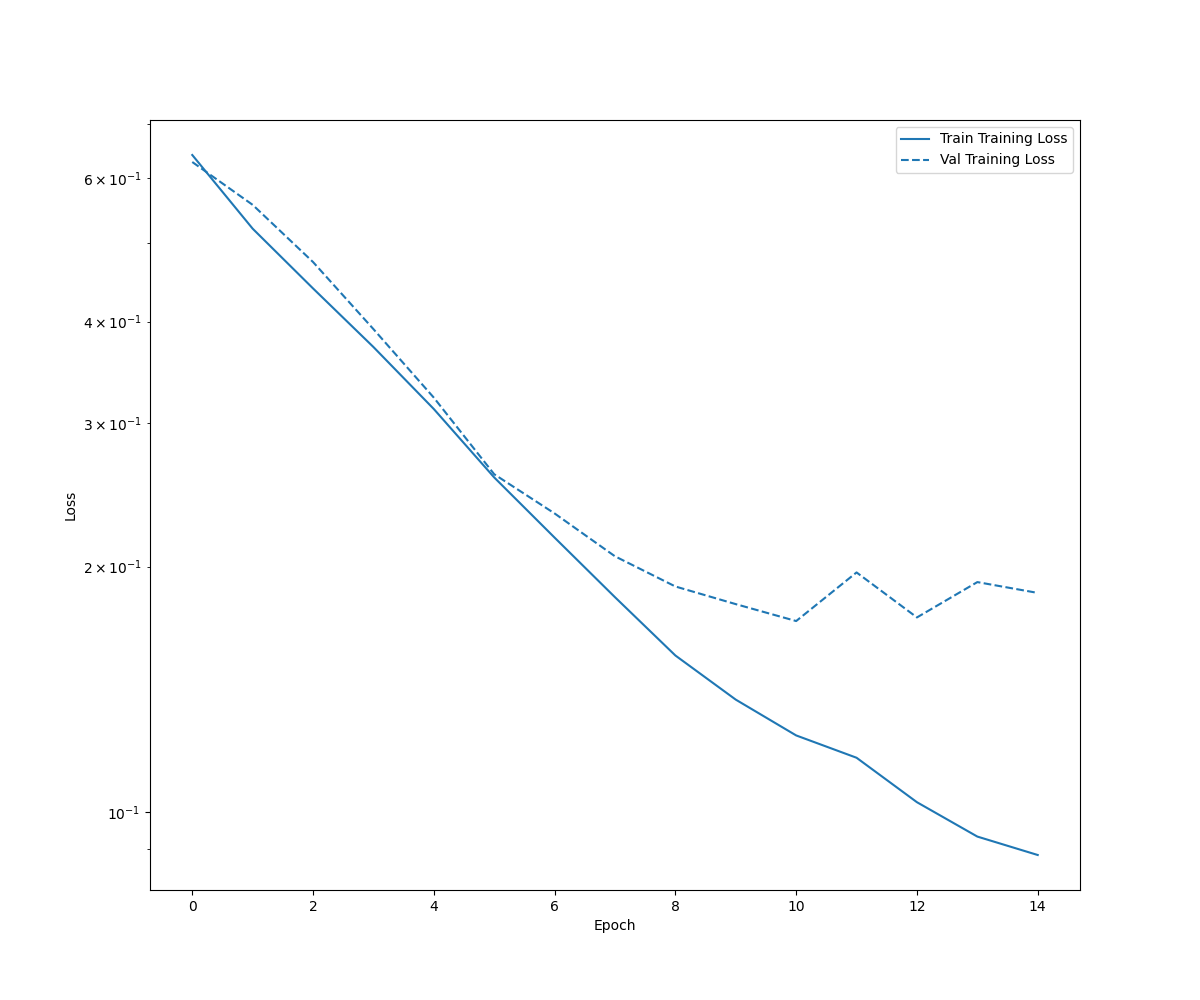 Train Training Loss
Val Training Loss
6 × 10⁻¹
4 × 10⁻¹
3 × 10⁻¹
2 × 10⁻¹
10⁻¹
Loss
0 2 4 6 8 10 12 14
Epoch